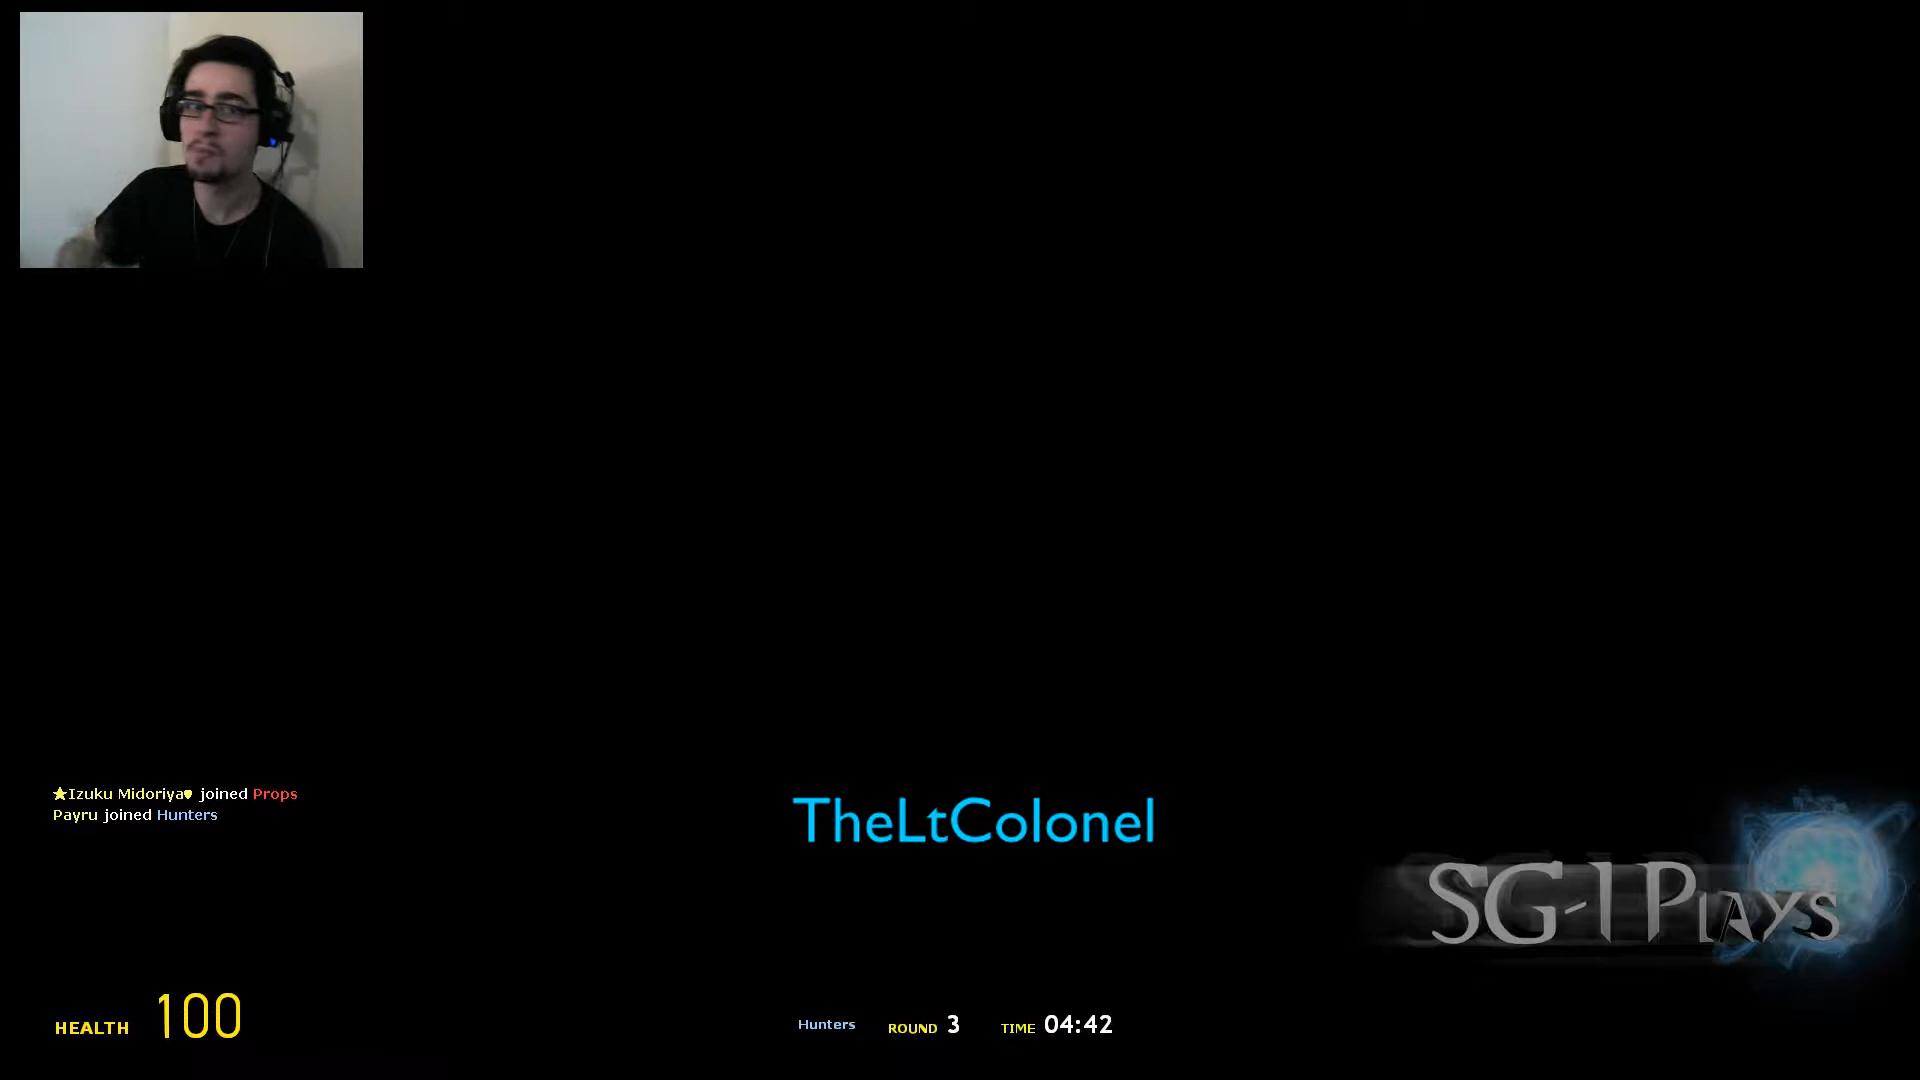 ★Izuku Midoriya joined Props
Payru joined Hunters
TheLtColonel
SG-1 Plays
HEALTH 100
Hunters ROUND 3 TIME 04:42